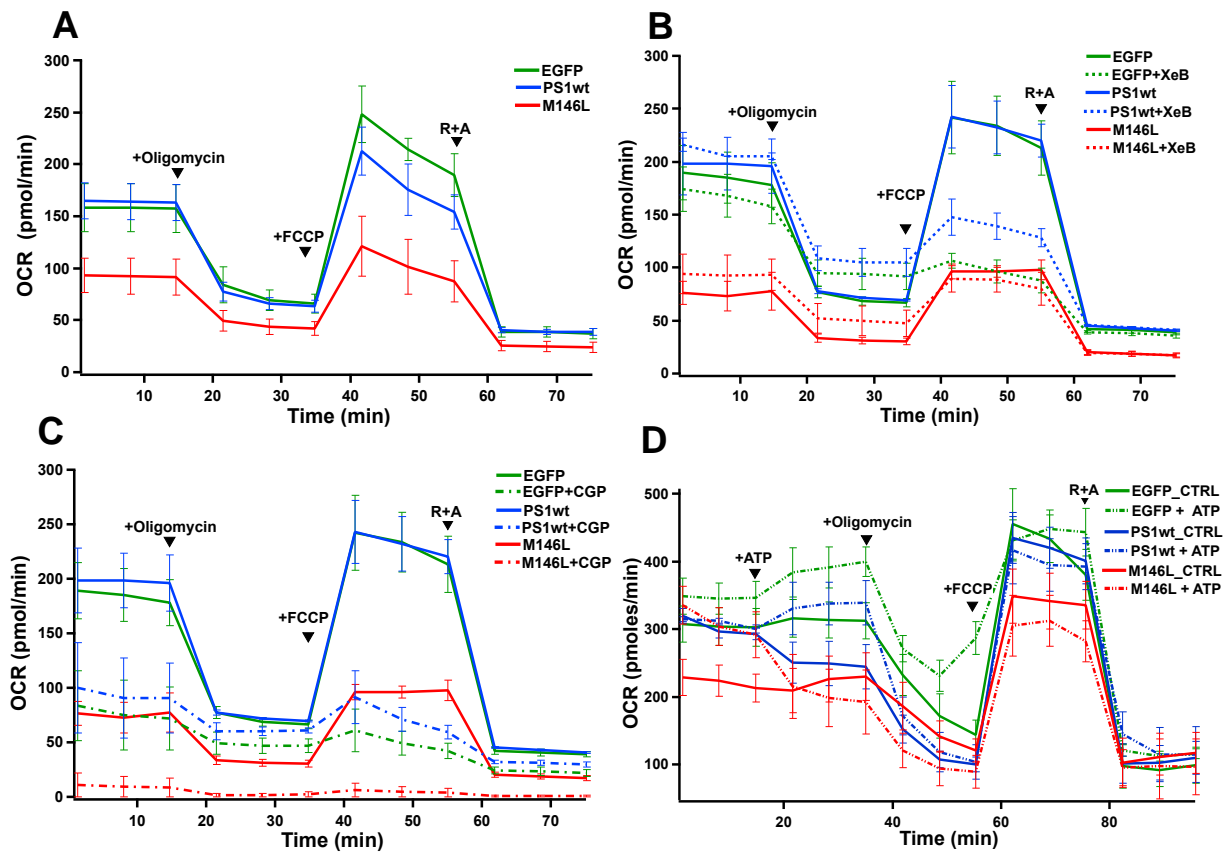 A
EGFP
PS1wt
M146L
+Oligomycin
+FCCP
R+A
OCR (pmol/min)
300
250
200
150
100
50
0
10 20 30 40 50 60 70
Time (min)
B
EGFP
EGFP+XeB
PS1wt
PS1wt+XeB
M146L
M146L+XeB
+Oligomycin
+FCCP
R+A
OCR (pmol/min)
300
250
200
150
100
50
0
10 20 30 40 50 60 70
Time (min)
C
EGFP
EGFP+CGP
PS1wt
PS1wt+CGP
M146L
M146L+CGP
+Oligomycin
+FCCP
R+A
OCR (pmol/min)
300
250
200
150
100
50
0
10 20 30 40 50 60 70
Time (min)
D
EGFP_CTRL
EGFP + ATP
PS1wt_CTRL
PS1wt + ATP
M146L_CTRL
M146L + ATP
+ATP
+Oligomycin
+FCCP
R+A
OCR (pmoles/min)
500
400
300
200
100
20 40 60 80
Time (min)